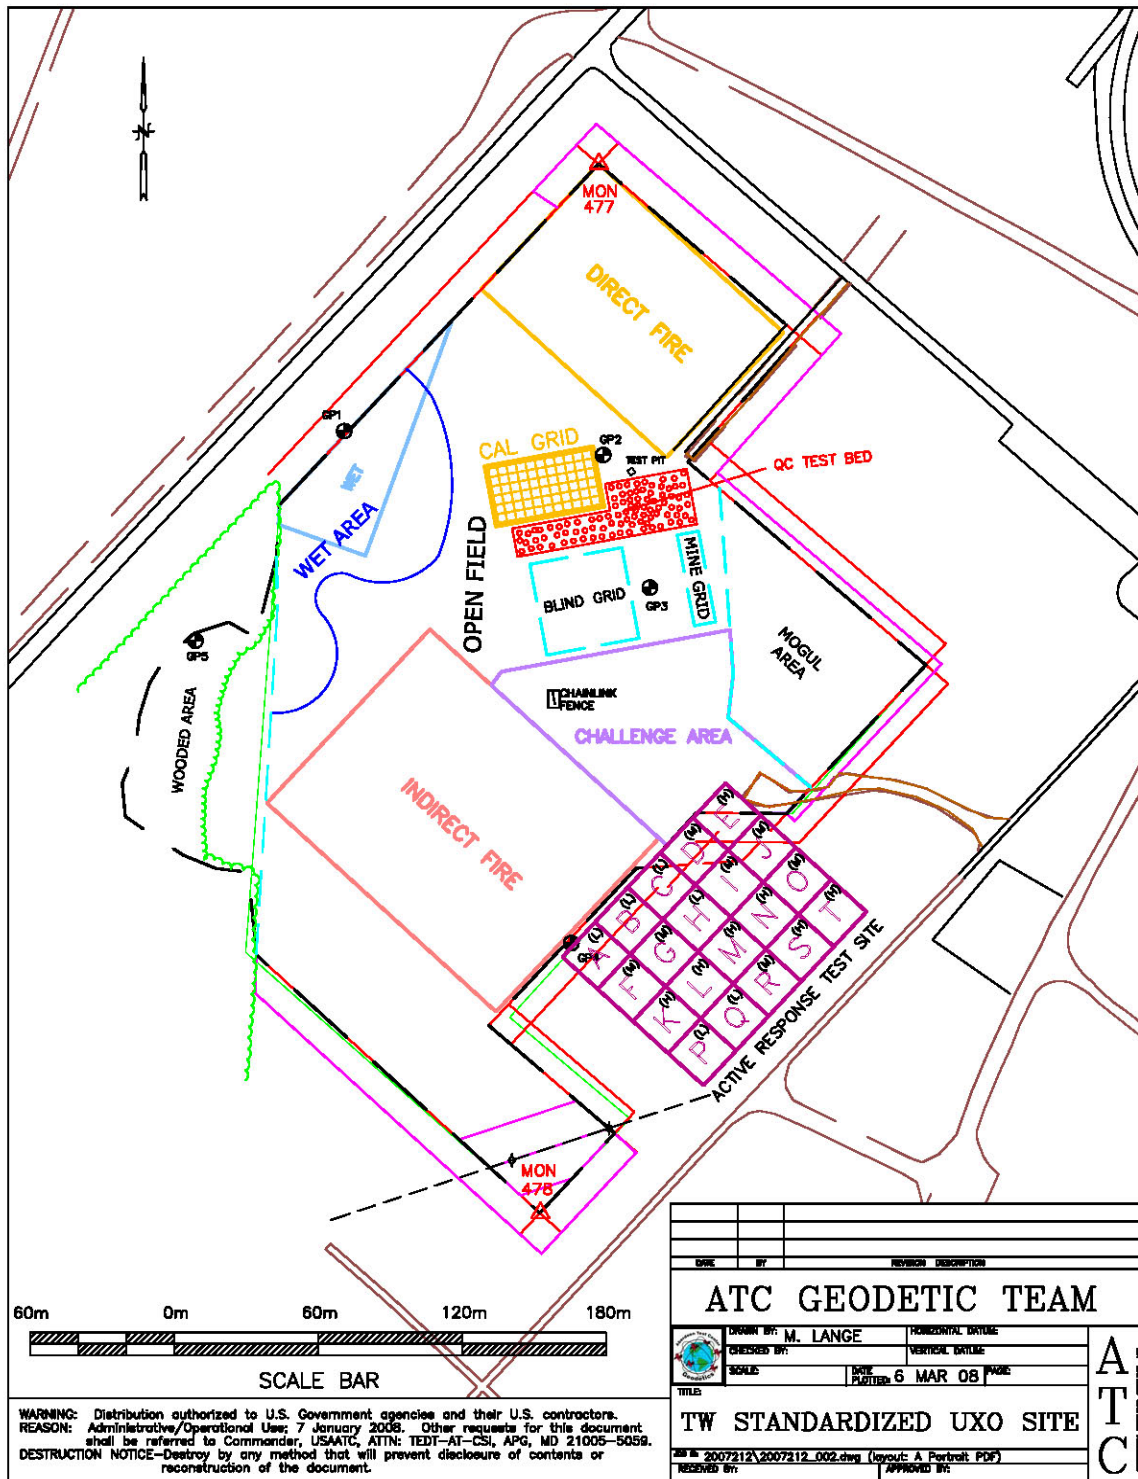 N
MON
477
DIRECT FIRE
GP1
GP2
CAL GRID
TEST PIT
QC TEST BED
WET
WET AREA
OPEN FIELD
BLIND GRID
GP3
MINE GRID
MOGUL
AREA
GP5
WOODED AREA
CHAINLINK
FENCE
CHALLENGE AREA
INDIRECT FIRE
E (H)
D (M)
J (M)
C (L)
I (M)
O (M)
B (L)
H
N (H)
T (H)
A (L)
G (M)
M (H)
S (H)
F (M)
L (H)
R (M)
K (H)
Q (L)
P (L)
ACTIVE RESPONSE TEST SITE
MON
478
60m 0m 60m 120m 180m
SCALE BAR
DATE BY REVISION DESCRIPTION
ATC GEODETIC TEAM
DRAWN BY: M. LANGE HORIZONTAL DATUM:
CHECKED BY: VERTICAL DATUM:
SCALE: DATE PLOTTED: 6 MAR 08 PAGE:
TITLE:
TW STANDARDIZED UXO SITE
2007212\2007212_002.dwg (layout: A Portrait PDF)
RECEIVED BY: APPROVED BY:
ATC
WARNING: Distribution authorized to U.S. Government agencies and their U.S. contractors.
REASON: Administrative/Operational Use; 7 January 2008. Other requests for this document
shall be referred to Commander, USAATC, ATTN: TEDT-AT-CSI, APG, MD 21005-5059.
DESTRUCTION NOTICE-Destroy by any method that will prevent disclosure of contents or
reconstruction of the document.